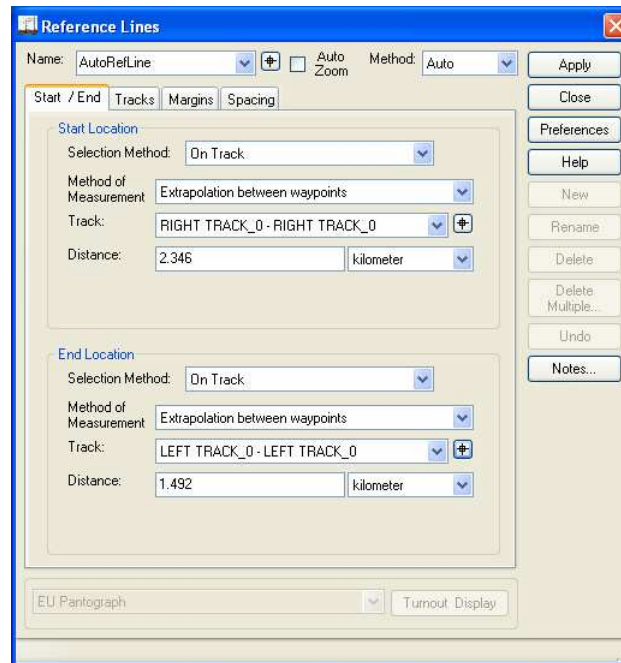 Reference Lines
Name: AutoRefLine Auto Zoom Method: Auto
Start / End Tracks Margins Spacing
Start Location
Selection Method: On Track
Method of Measurement Extrapolation between waypoints
Track: RIGHT TRACK_0 - RIGHT TRACK_0
Distance: 2.346 kilometer
End Location
Selection Method: On Track
Method of Measurement Extrapolation between waypoints
Track: LEFT TRACK_0 - LEFT TRACK_0
Distance: 1.492 kilometer
EU Pantograph Turnout Display
Apply
Close
Preferences
Help
New
Rename
Delete
Delete Multiple...
Undo
Notes...